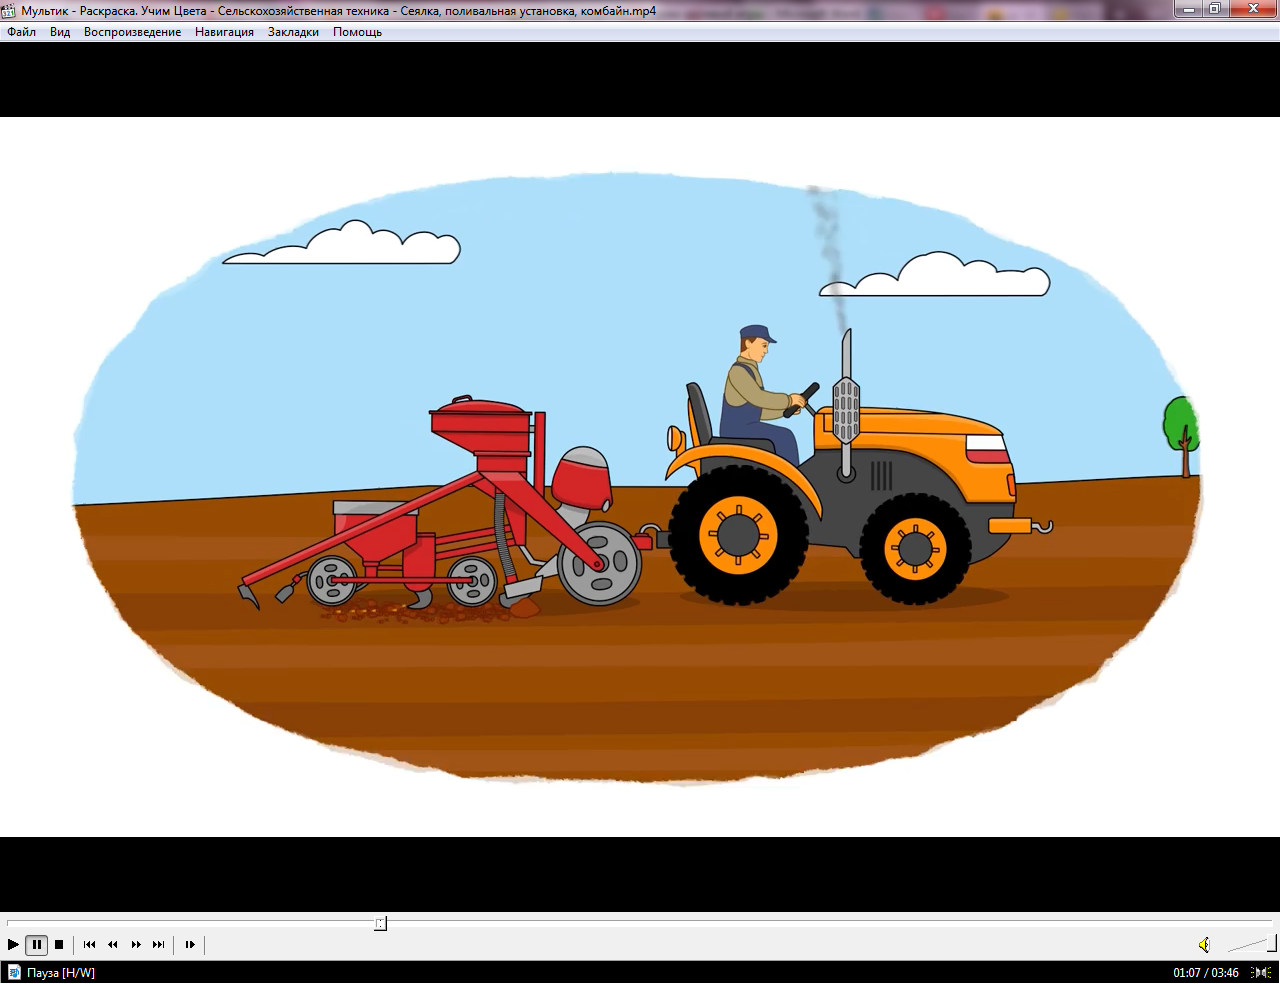 Мультик - Раскраска. Учим Цвета - Сельскохозяйственная техника - Сеялка, поливальная установка, комбайн.mp4
Файл Вид Воспроизведение Навигация Закладки Помощь
Пауза [H/W] 01:07 / 03:46